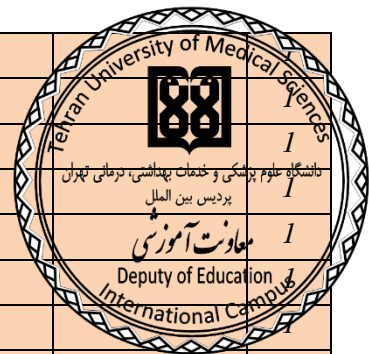 Tehran University of Medical Sciences
دانشگاه علوم پزشکی و خدمات بهداشتی، درمانی تهران
پردیس بین الملل
معاونت آموزشی
Deputy of Education
International Campus
1
1
1
1
1
1
1